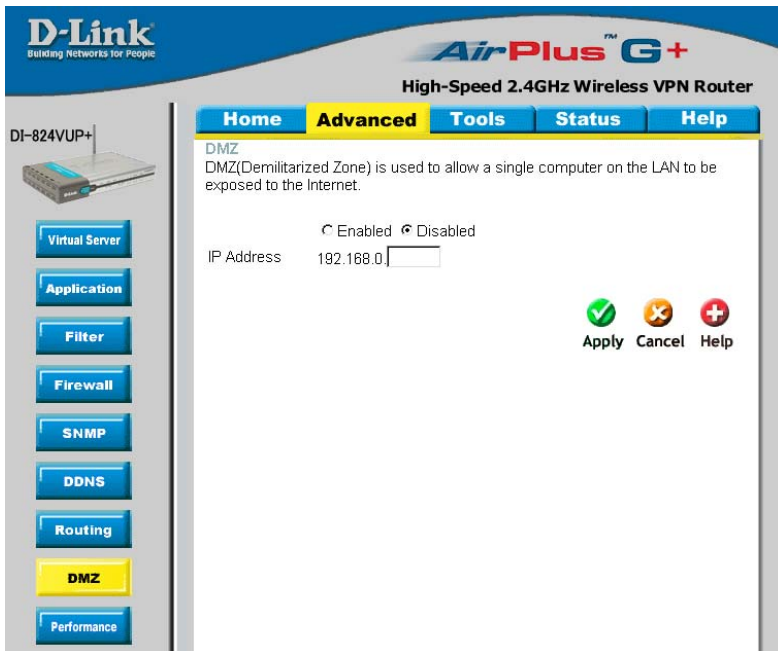 D-Link
Building Networks for People
AirPlus™ G+
High-Speed 2.4GHz Wireless VPN Router
DI-824VUP+
Home Advanced Tools Status Help
DMZ
DMZ(Demilitarized Zone) is used to allow a single computer on the LAN to be
exposed to the Internet.
Enabled Disabled
IP Address 192.168.0.
Apply Cancel Help
Virtual Server
Application
Filter
Firewall
SNMP
DDNS
Routing
DMZ
Performance